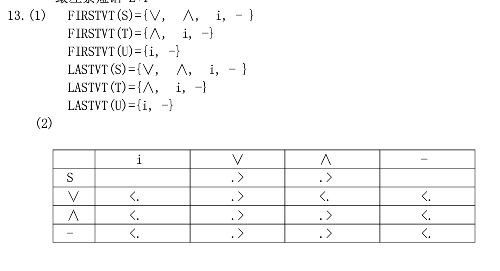 13.(1) FIRSTVT(S)={∨, ∧, i, - }
FIRSTVT(T)={∧, i, -}
FIRSTVT(U)={i, -}
LASTVT(S)={∨, ∧, i, - }
LASTVT(T)={∧, i, -}
LASTVT(U)={i, -}
(2)
i ∨ ∧ -
S .> .>
∨ <. .> <. <.
∧ <. .> .> <.
- <. .> .> <.